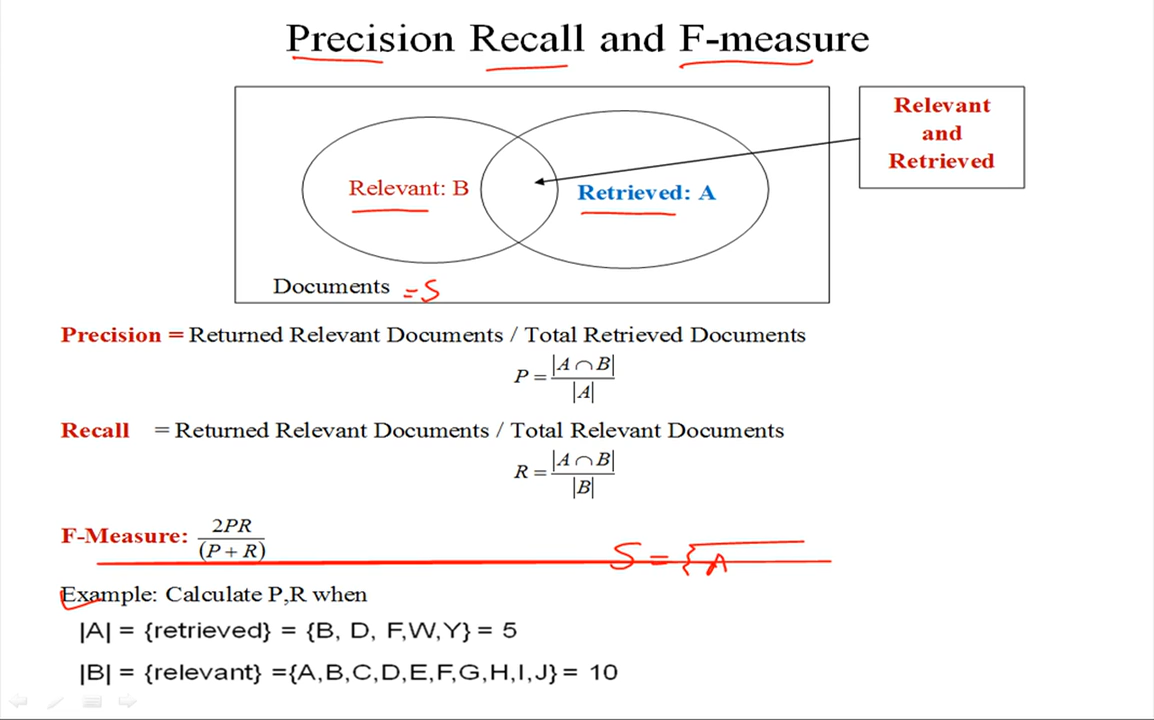 Precision Recall and F-measure
Relevant
and
Retrieved
Relevant: B
Retrieved: A
Documents = S
Precision = Returned Relevant Documents / Total Retrieved Documents
P = |A ∩ B| / |A|
Recall = Returned Relevant Documents / Total Relevant Documents
R = |A ∩ B| / |B|
F-Measure: 2PR / (P + R)
S = { A
Example: Calculate P,R when
|A| = {retrieved} = {B, D, F,W,Y} = 5
|B| = {relevant} ={A,B,C,D,E,F,G,H,I,J} = 10